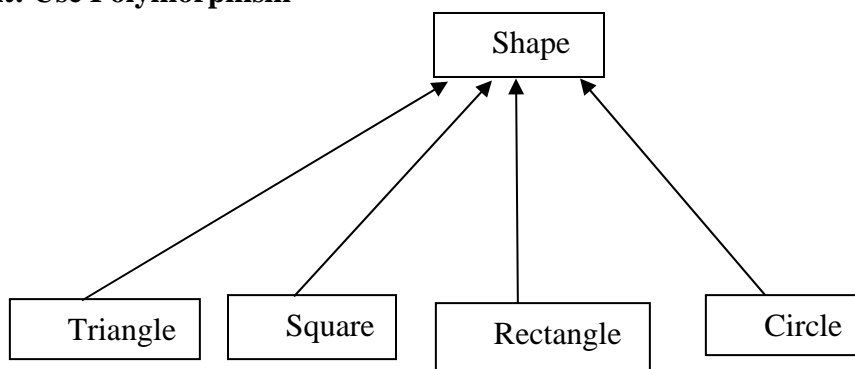 Use Polymorphism
Shape
Triangle
Square
Rectangle
Circle